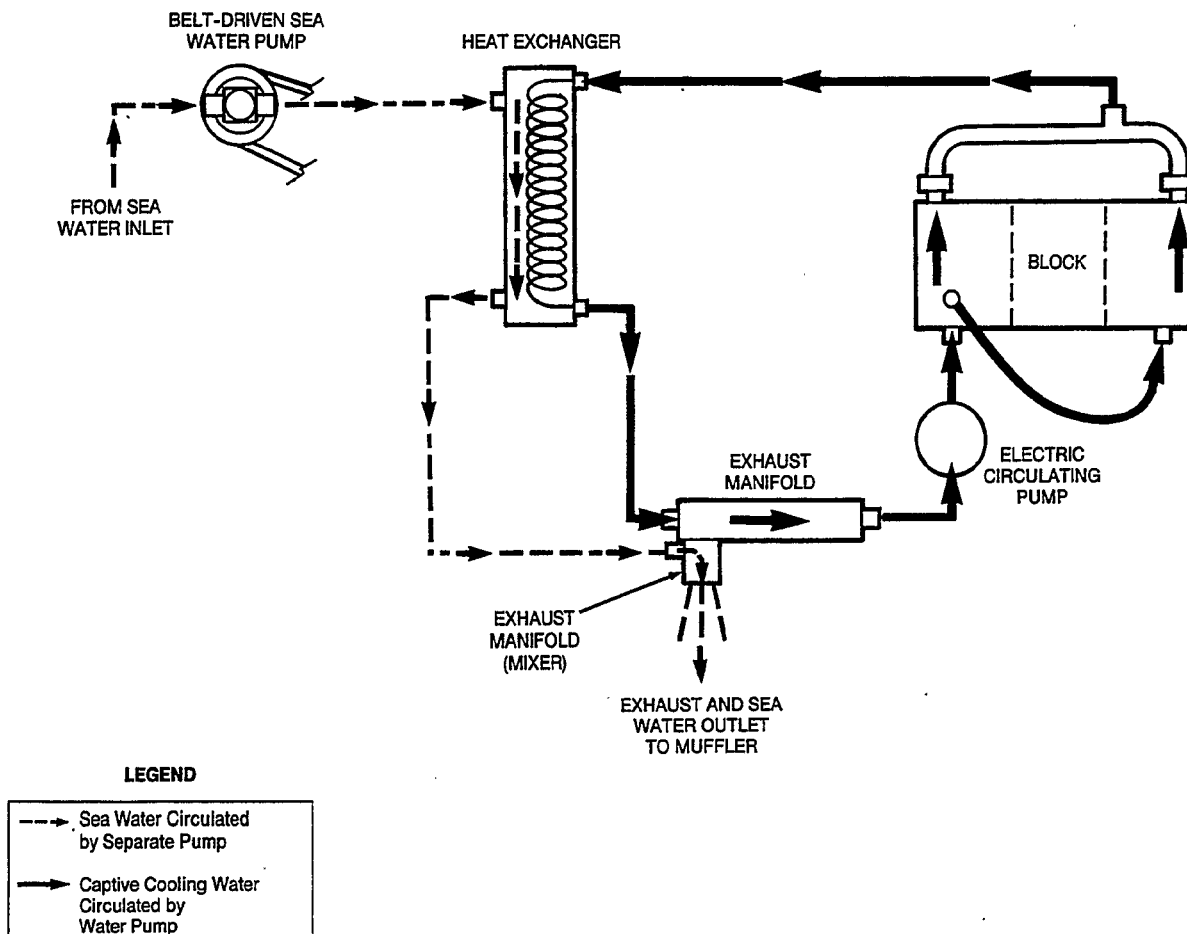 BELT-DRIVEN SEA
WATER PUMP
HEAT EXCHANGER
FROM SEA
WATER INLET
BLOCK
ELECTRIC
CIRCULATING
PUMP
EXHAUST
MANIFOLD
EXHAUST
MANIFOLD
(MIXER)
EXHAUST AND SEA
WATER OUTLET
TO MUFFLER
LEGEND
Sea Water Circulated
by Separate Pump
Captive Cooling Water
Circulated by
Water Pump